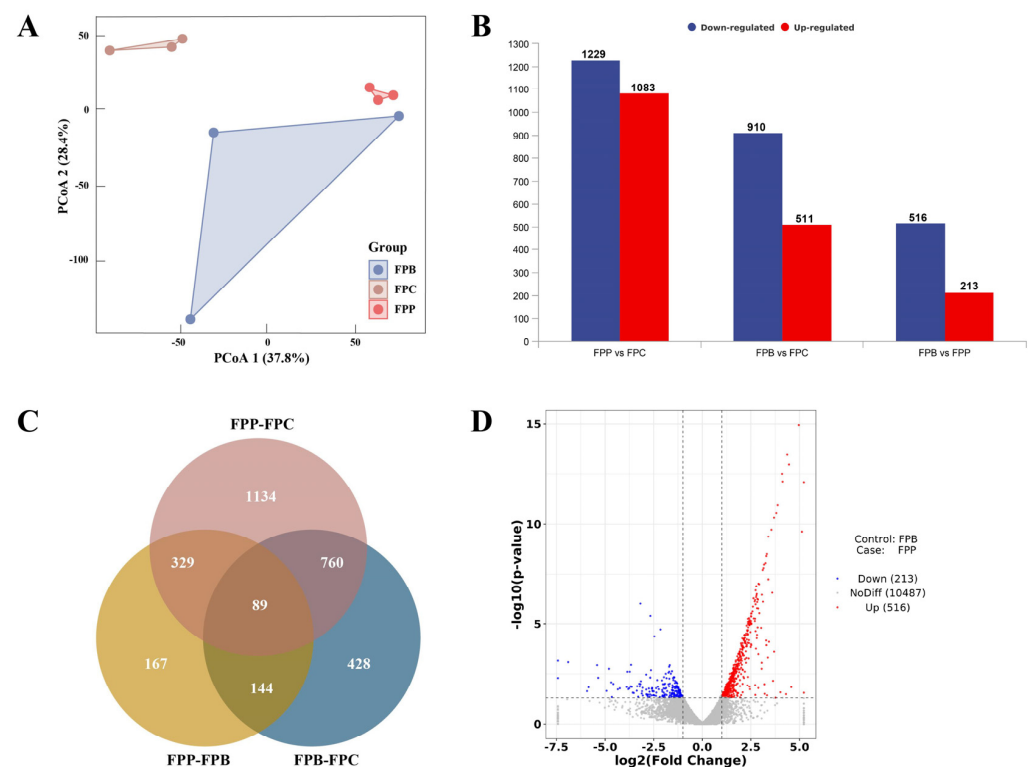 A
50
0
-50
-100
PCoA 2 (28.4%)
-50
0
50
PCoA 1 (37.8%)
Group
FPB
FPC
FPP
B
Down-regulated Up-regulated
1300
1200
1100
1000
900
800
700
600
500
400
300
200
100
0
1229
1083
910
511
516
213
FPP vs FPC
FPB vs FPC
FPB vs FPP
C
FPP-FPC
1134
329
760
89
167
428
144
FPP-FPB
FPB-FPC
D
15
10
5
0
-log10(p-value)
-7.5
-5.0
-2.5
0.0
2.5
5.0
log2(Fold Change)
Control: FPB
Case: FPP
Down (213)
NoDiff (10487)
Up (516)